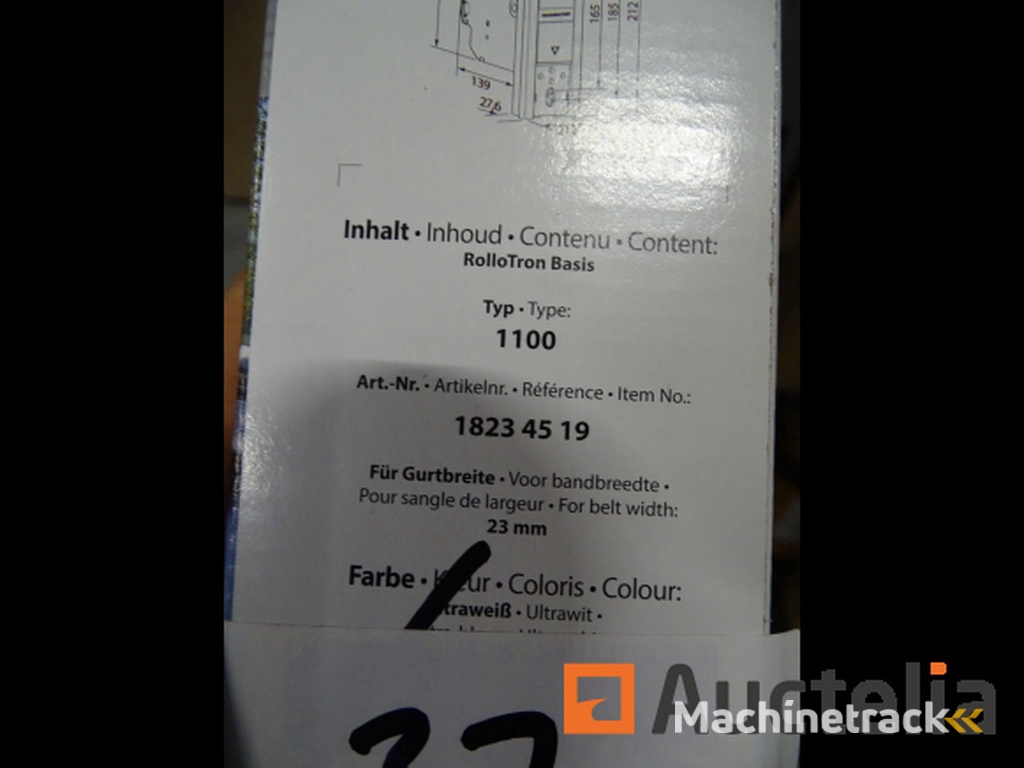 165
185
212
139
27,6
Inhalt • Inhoud • Contenu • Content:
RolloTron Basis
Typ • Type:
1100
Art.-Nr. • Artikelnr. • Référence • Item No.:
1823 45 19
Für Gurtbreite • Voor bandbreedte •
Pour sangle de largeur • For belt width:
23 mm
Farbe • Kleur • Coloris • Colour:
traweiß • Ultrawit •
Auctelia
Machinetrack